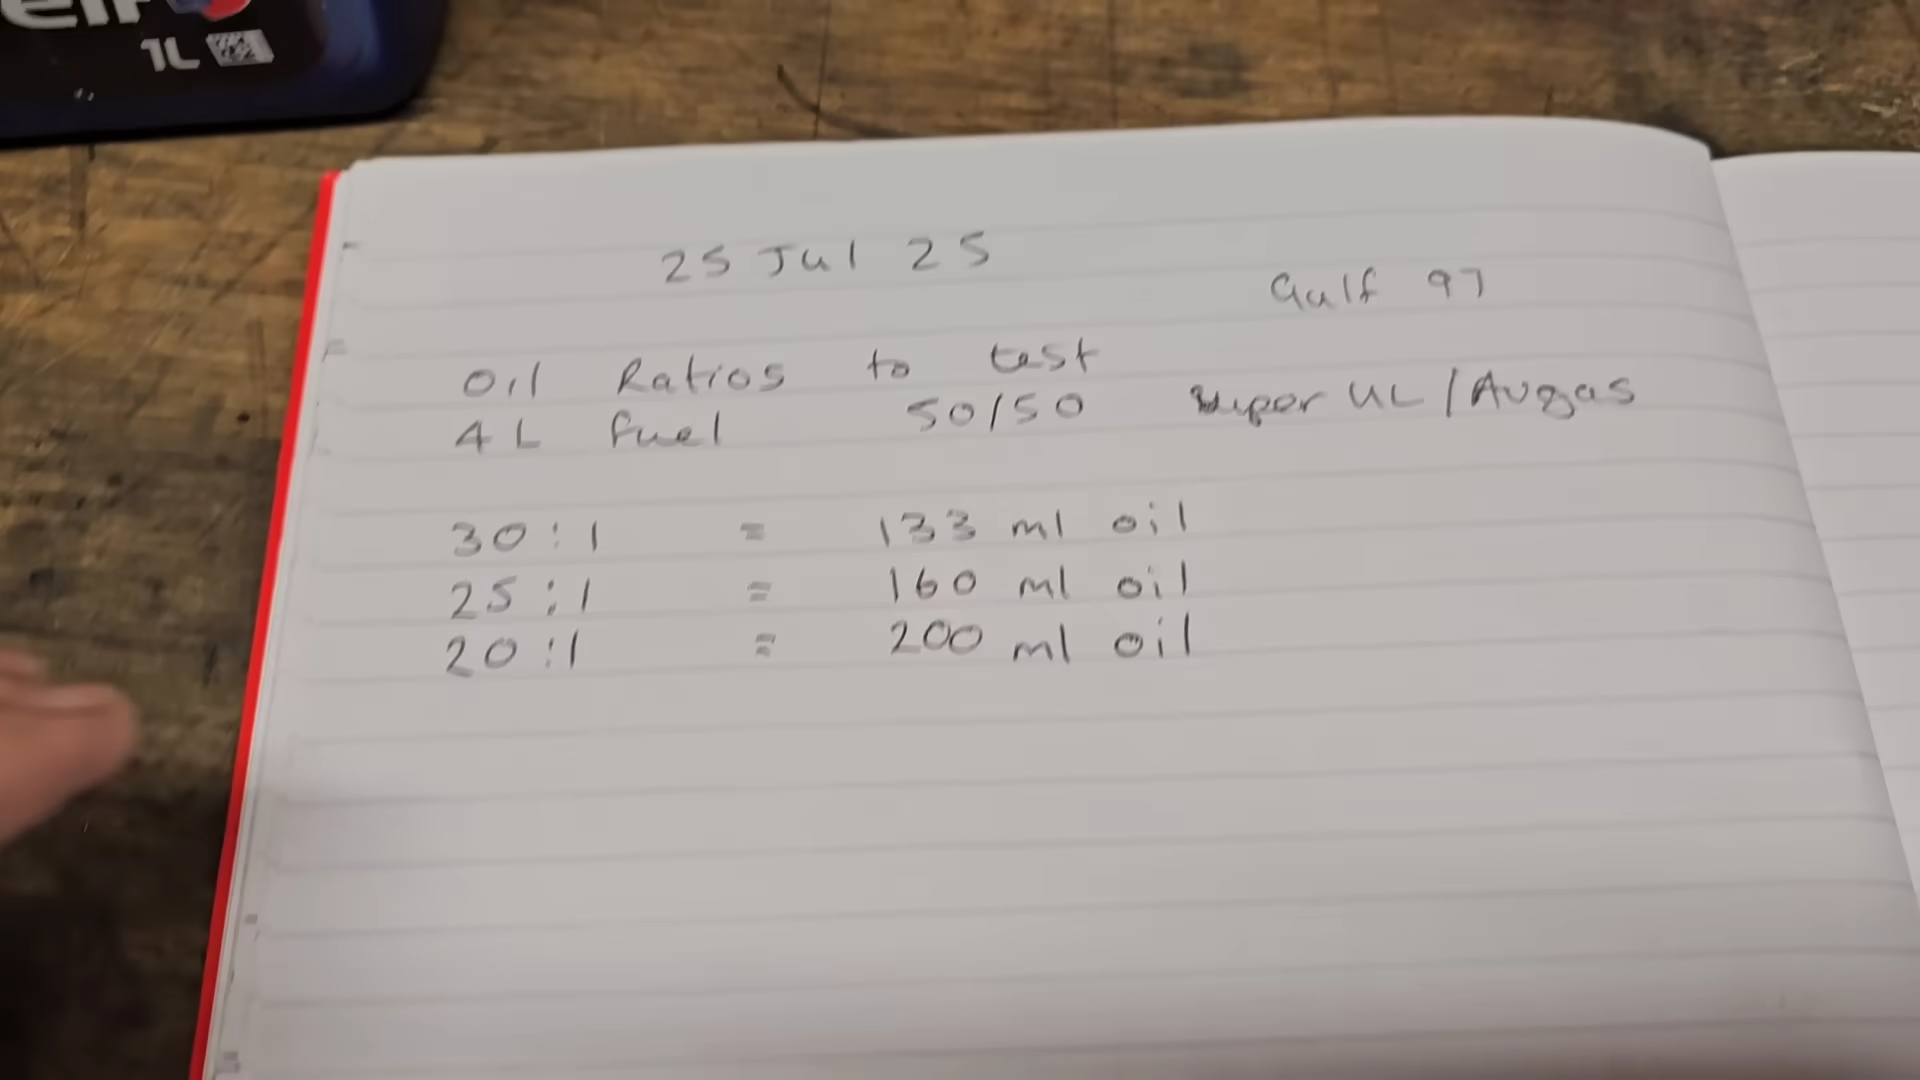 elf
1L
25 Jul 25
Gulf 97
Oil Ratios to test
4L fuel 50/50 Super UL/Avgas
30:1 = 133 ml oil
25:1 = 160 ml oil
20:1 = 200 ml oil